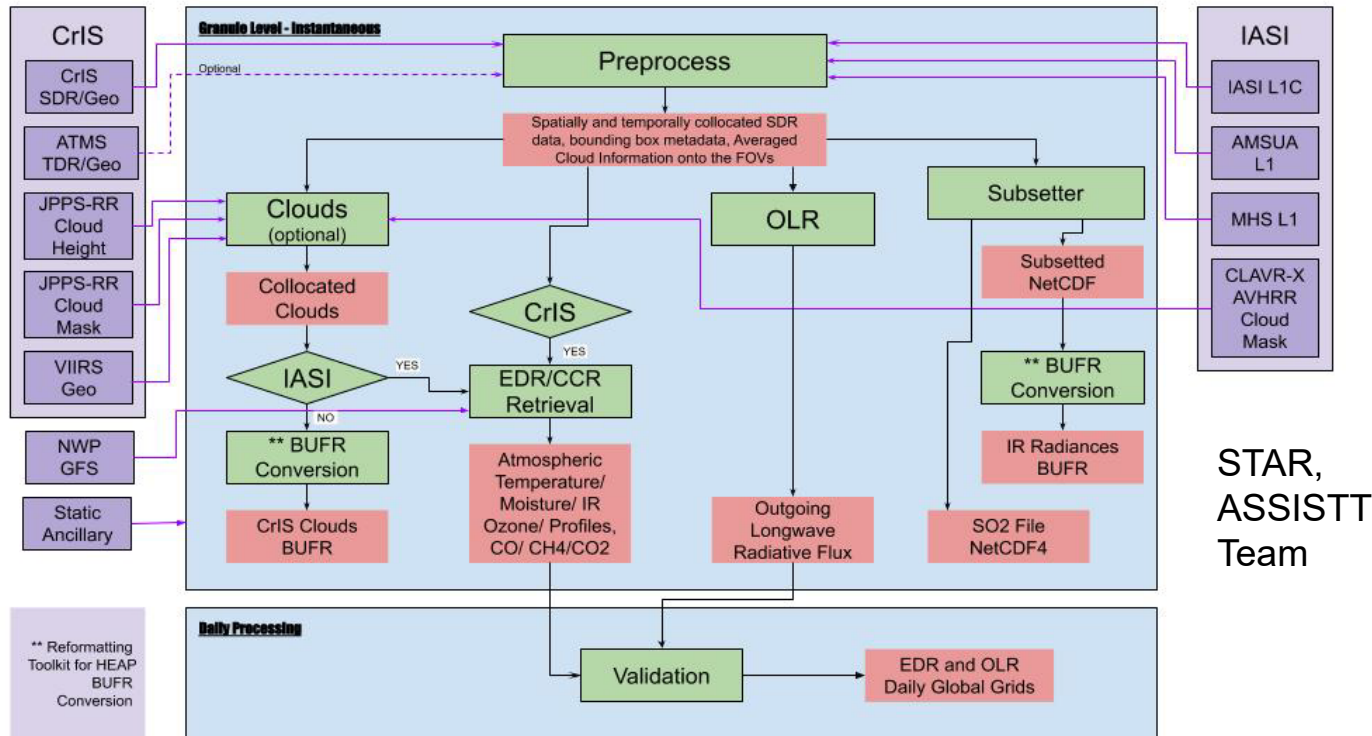 CrIS
CrIS
SDR/Geo
ATMS
TDR/Geo
JPPS-RR
Cloud
Height
JPPS-RR
Cloud
Mask
VIIRS
Geo
NWP
GFS
Static
Ancillary
** Reformatting
Toolkit for HEAP
BUFR
Conversion
Granule Level - Instantaneous
Optional
Preprocess
Spatially and temporally collocated SDR
data, bounding box metadata, Averaged
Cloud Information onto the FOVs
Clouds
(optional)
Collocated
Clouds
IASI
YES
NO
** BUFR
Conversion
CrIS Clouds
BUFR
CrIS
YES
EDR/CCR
Retrieval
Atmospheric
Temperature/
Moisture/ IR
Ozone/ Profiles,
CO/ CH4/CO2
OLR
Outgoing
Longwave
Radiative Flux
Subsetter
Subsetted
NetCDF
** BUFR
Conversion
IR Radiances
BUFR
SO2 File
NetCDF4
Daily Processing
Validation
EDR and OLR
Daily Global Grids
IASI
IASI L1C
AMSUA
L1
MHS L1
CLAVR-X
AVHRR
Cloud
Mask
STAR,
ASSISTT
Team